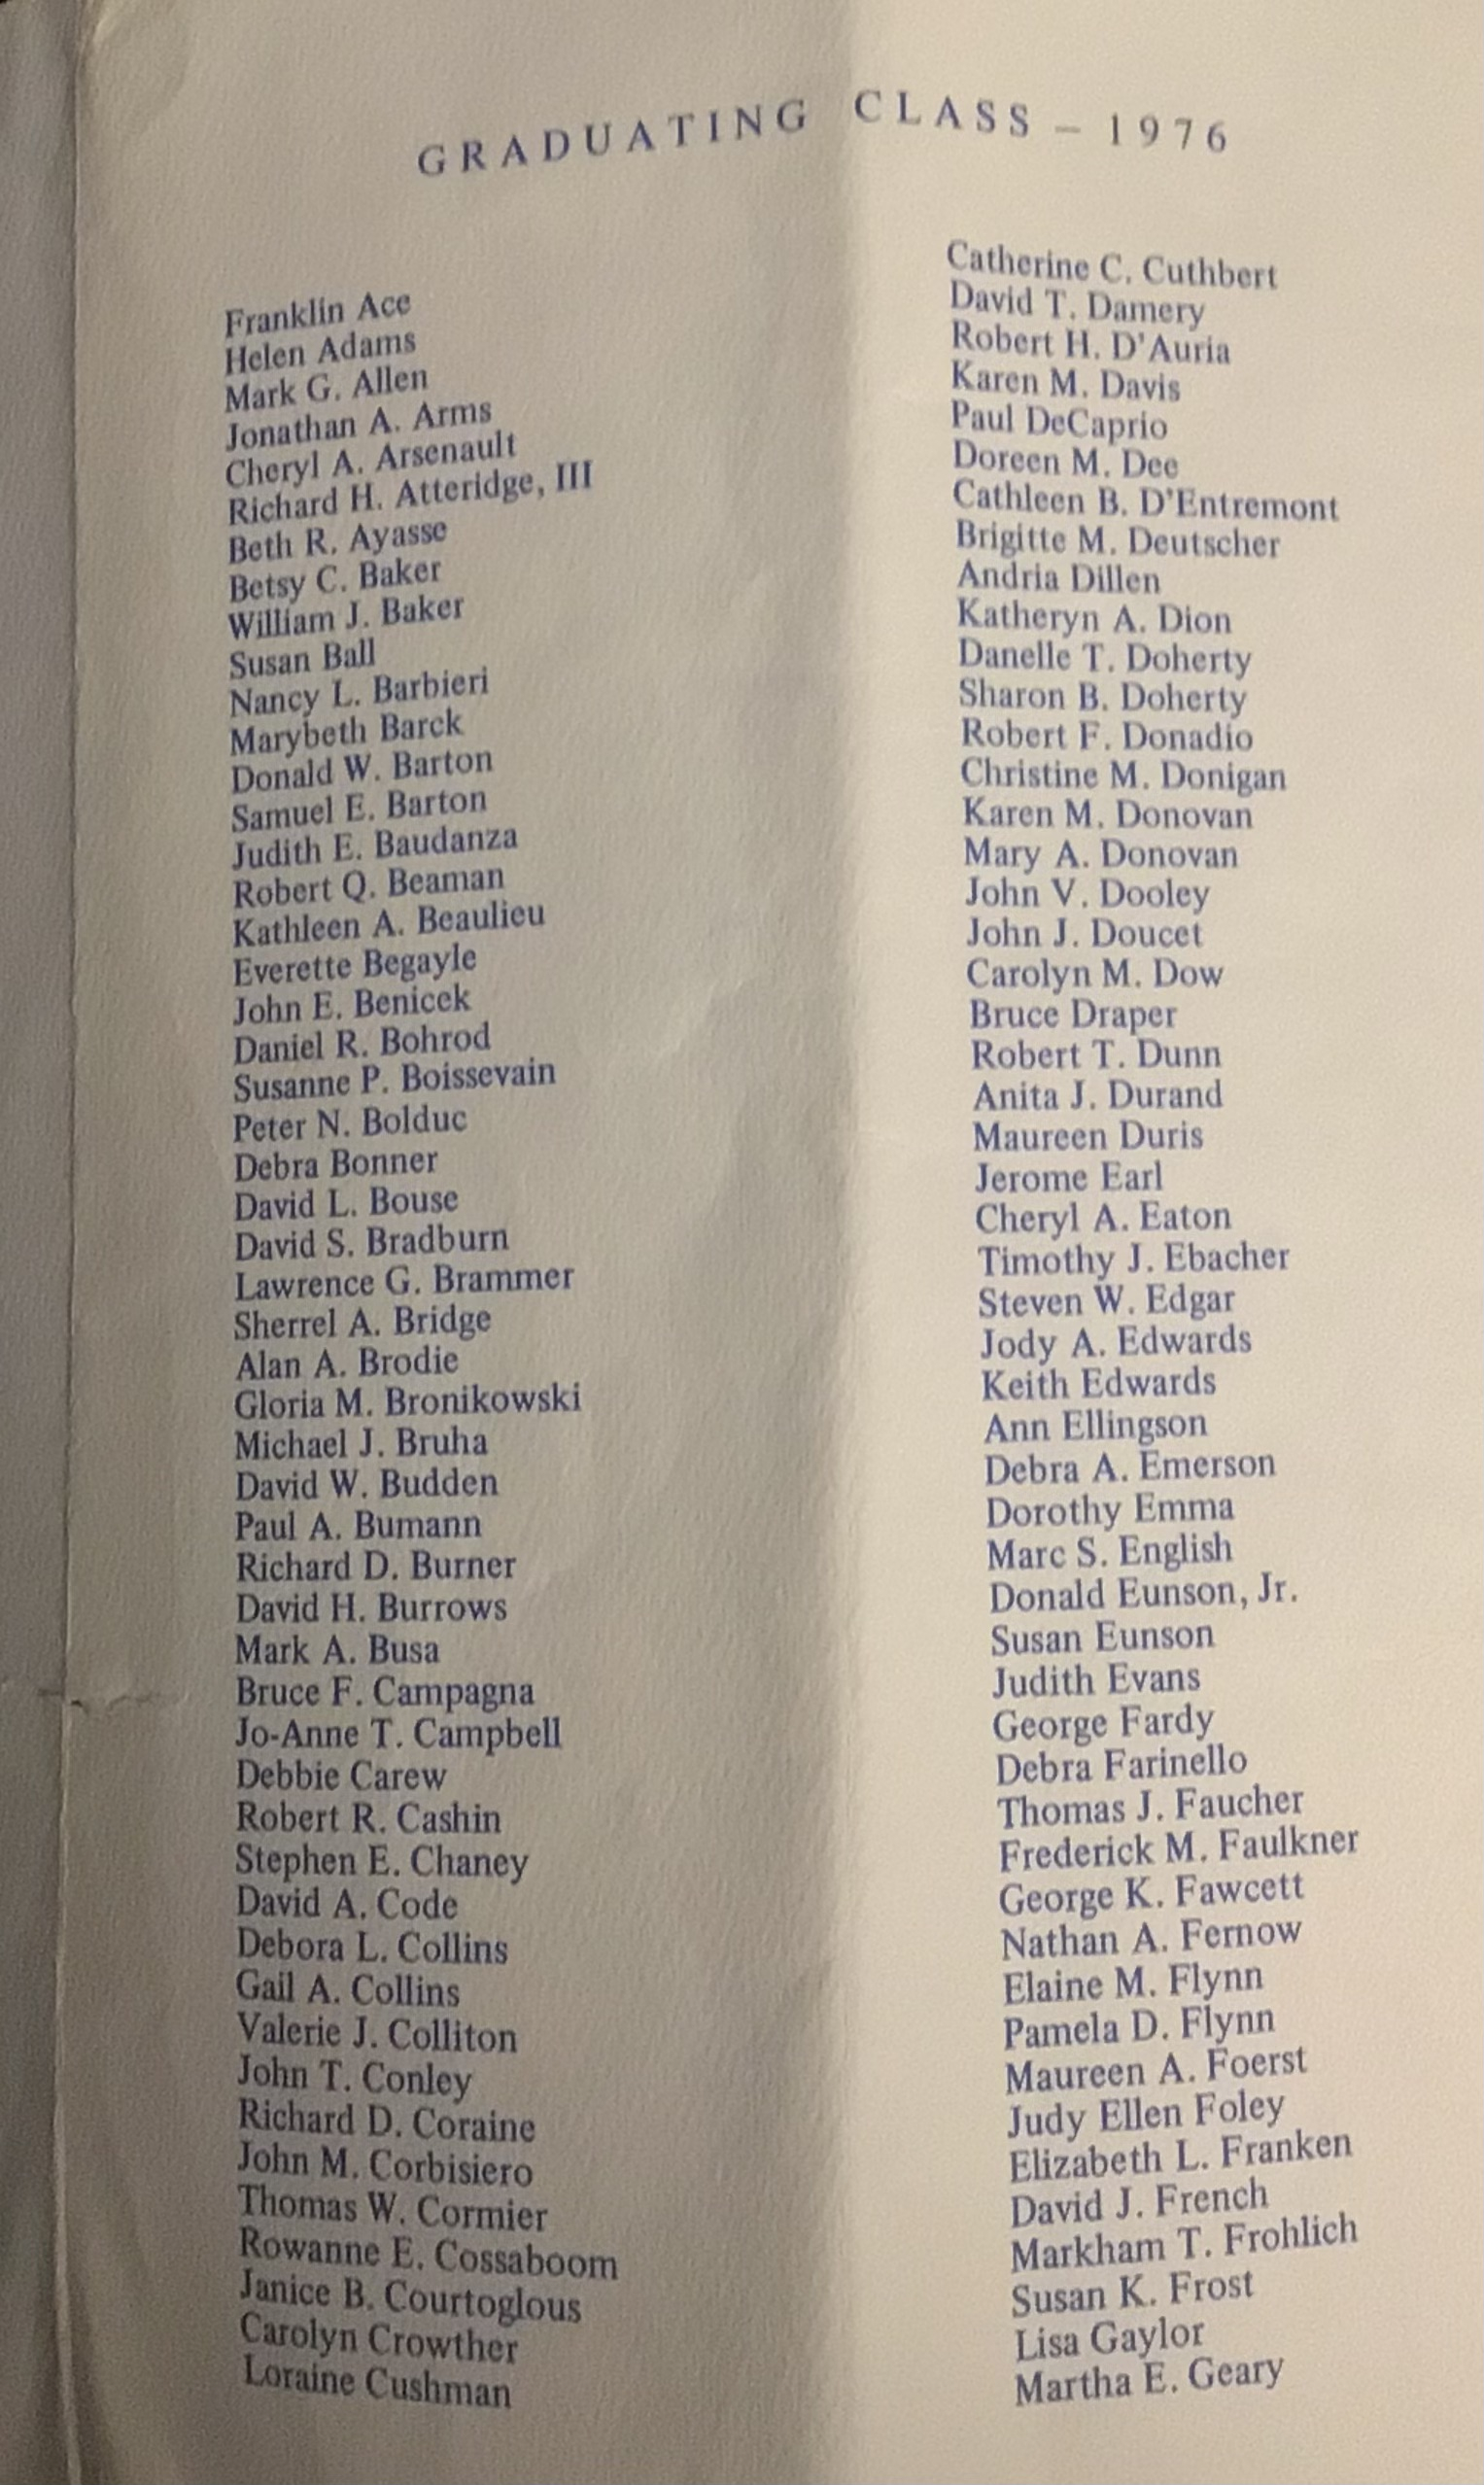 GRADUATING CLASS – 1976
Franklin Ace
Helen Adams
Mark G. Allen
Jonathan A. Arms
Cheryl A. Arsenault
Richard H. Atteridge, III
Beth R. Ayasse
Betsy C. Baker
William J. Baker
Susan Ball
Nancy L. Barbieri
Marybeth Barck
Donald W. Barton
Samuel E. Barton
Judith E. Baudanza
Robert Q. Beaman
Kathleen A. Beaulieu
Everette Begayle
John E. Benicek
Daniel R. Bohrod
Susanne P. Boissevain
Peter N. Bolduc
Debra Bonner
David L. Bouse
David S. Bradburn
Lawrence G. Brammer
Sherrel A. Bridge
Alan A. Brodie
Gloria M. Bronikowski
Michael J. Bruha
David W. Budden
Paul A. Bumann
Richard D. Burner
David H. Burrows
Mark A. Busa
Bruce F. Campagna
Jo-Anne T. Campbell
Debbie Carew
Robert R. Cashin
Stephen E. Chaney
David A. Code
Debora L. Collins
Gail A. Collins
Valerie J. Colliton
John T. Conley
Richard D. Coraine
John M. Corbisiero
Thomas W. Cormier
Rowanne E. Cossaboom
Janice B. Courtoglous
Carolyn Crowther
Loraine Cushman
Catherine C. Cuthbert
David T. Damery
Robert H. D'Auria
Karen M. Davis
Paul DeCaprio
Doreen M. Dee
Cathleen B. D'Entremont
Brigitte M. Deutscher
Andria Dillen
Katheryn A. Dion
Danelle T. Doherty
Sharon B. Doherty
Robert F. Donadio
Christine M. Donigan
Karen M. Donovan
Mary A. Donovan
John V. Dooley
John J. Doucet
Carolyn M. Dow
Bruce Draper
Robert T. Dunn
Anita J. Durand
Maureen Duris
Jerome Earl
Cheryl A. Eaton
Timothy J. Ebacher
Steven W. Edgar
Jody A. Edwards
Keith Edwards
Ann Ellingson
Debra A. Emerson
Dorothy Emma
Marc S. English
Donald Eunson, Jr.
Susan Eunson
Judith Evans
George Fardy
Debra Farinello
Thomas J. Faucher
Frederick M. Faulkner
George K. Fawcett
Nathan A. Fernow
Elaine M. Flynn
Pamela D. Flynn
Maureen A. Foerst
Judy Ellen Foley
Elizabeth L. Franken
David J. French
Markham T. Frohlich
Susan K. Frost
Lisa Gaylor
Martha E. Geary